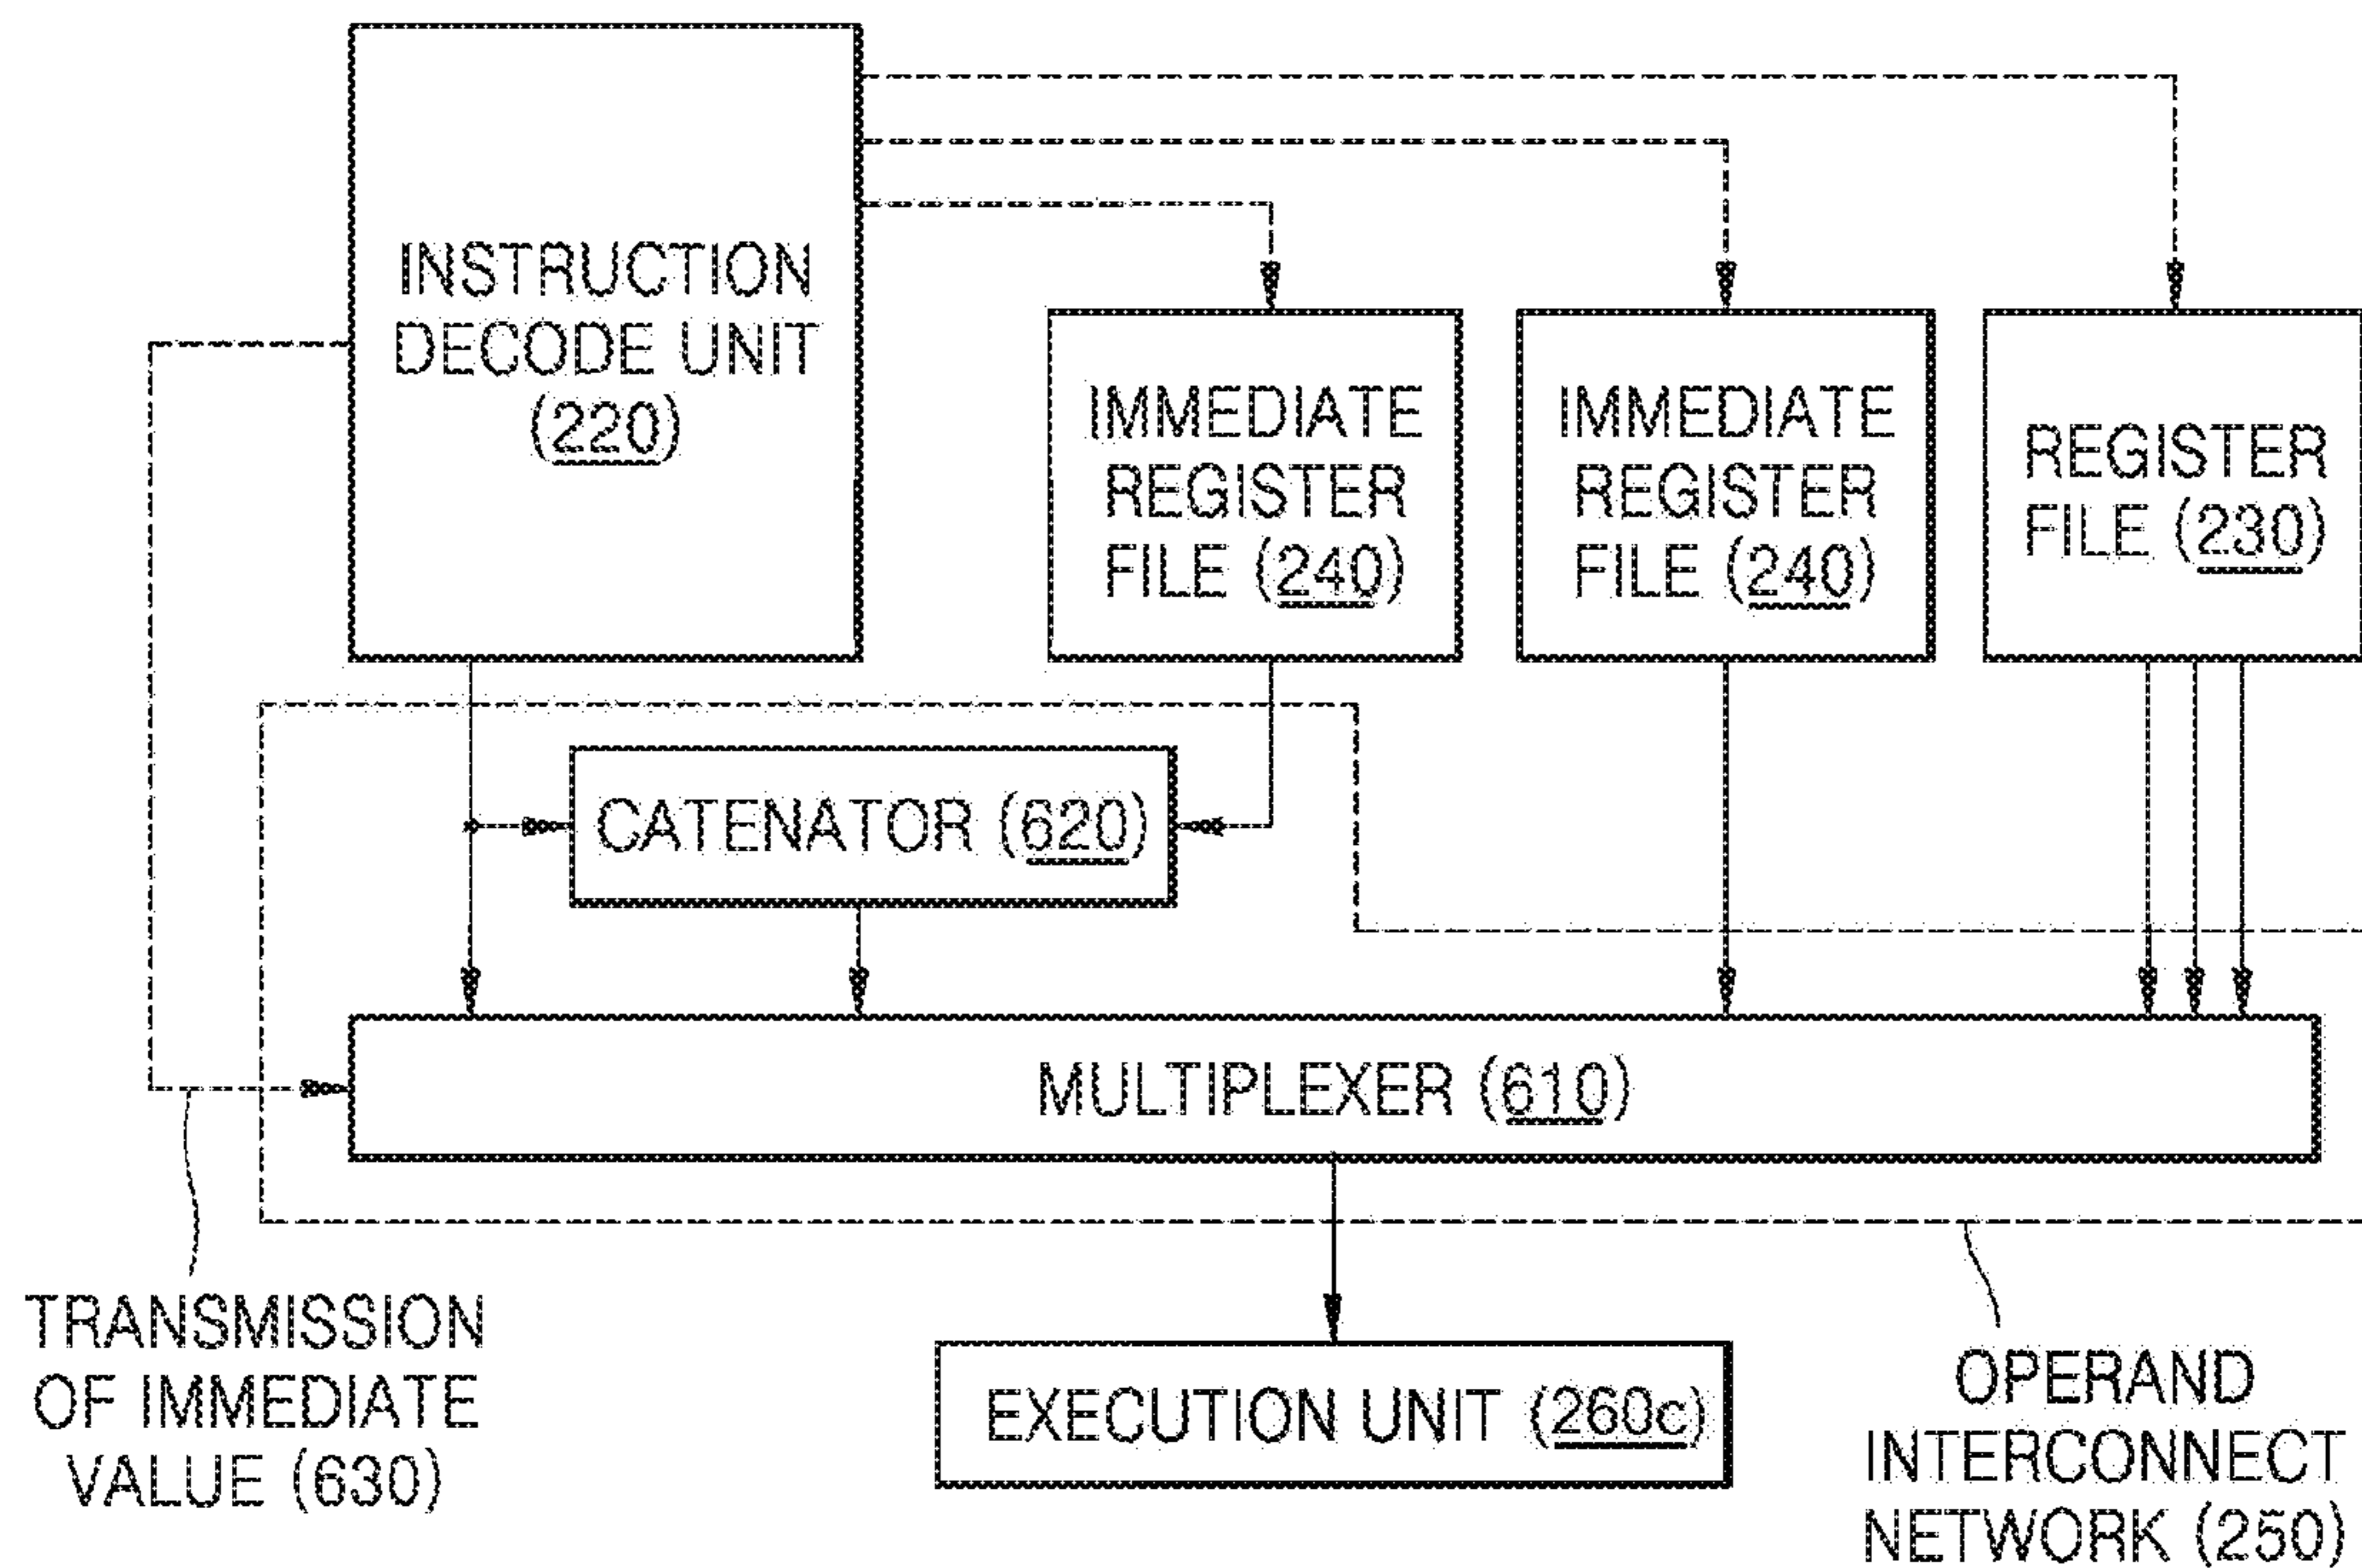 INSTRUCTION
DECODE UNIT
(220)
IMMEDIATE
REGISTER
FILE (240)
IMMEDIATE
REGISTER
FILE (240)
REGISTER
FILE (230)
CATENATOR (620)
MULTIPLEXER (610)
TRANSMISSION
OF IMMEDIATE
VALUE (630)
EXECUTION UNIT (260c)
OPERAND
INTERCONNECT
NETWORK (250)